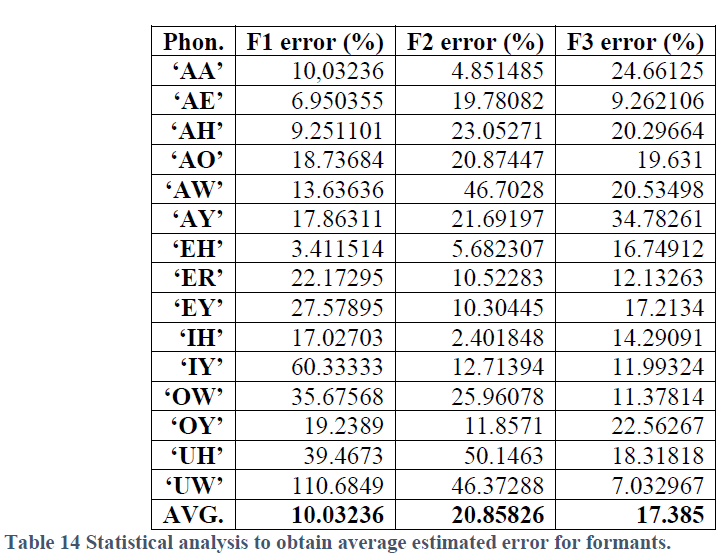 Phon. F1 error (%) F2 error (%) F3 error (%)
‘AA’ 10,03236 4.851485 24.66125
‘AE’ 6.950355 19.78082 9.262106
‘AH’ 9.251101 23.05271 20.29664
‘AO’ 18.73684 20.87447 19.631
‘AW’ 13.63636 46.7028 20.53498
‘AY’ 17.86311 21.69197 34.78261
‘EH’ 3.411514 5.682307 16.74912
‘ER’ 22.17295 10.52283 12.13263
‘EY’ 27.57895 10.30445 17.2134
‘IH’ 17.02703 2.401848 14.29091
‘IY’ 60.33333 12.71394 11.99324
‘OW’ 35.67568 25.96078 11.37814
‘OY’ 19.2389 11.8571 22.56267
‘UH’ 39.4673 50.1463 18.31818
‘UW’ 110.6849 46.37288 7.032967
AVG. 10.03236 20.85826 17.385
Table 14 Statistical analysis to obtain average estimated error for formants.